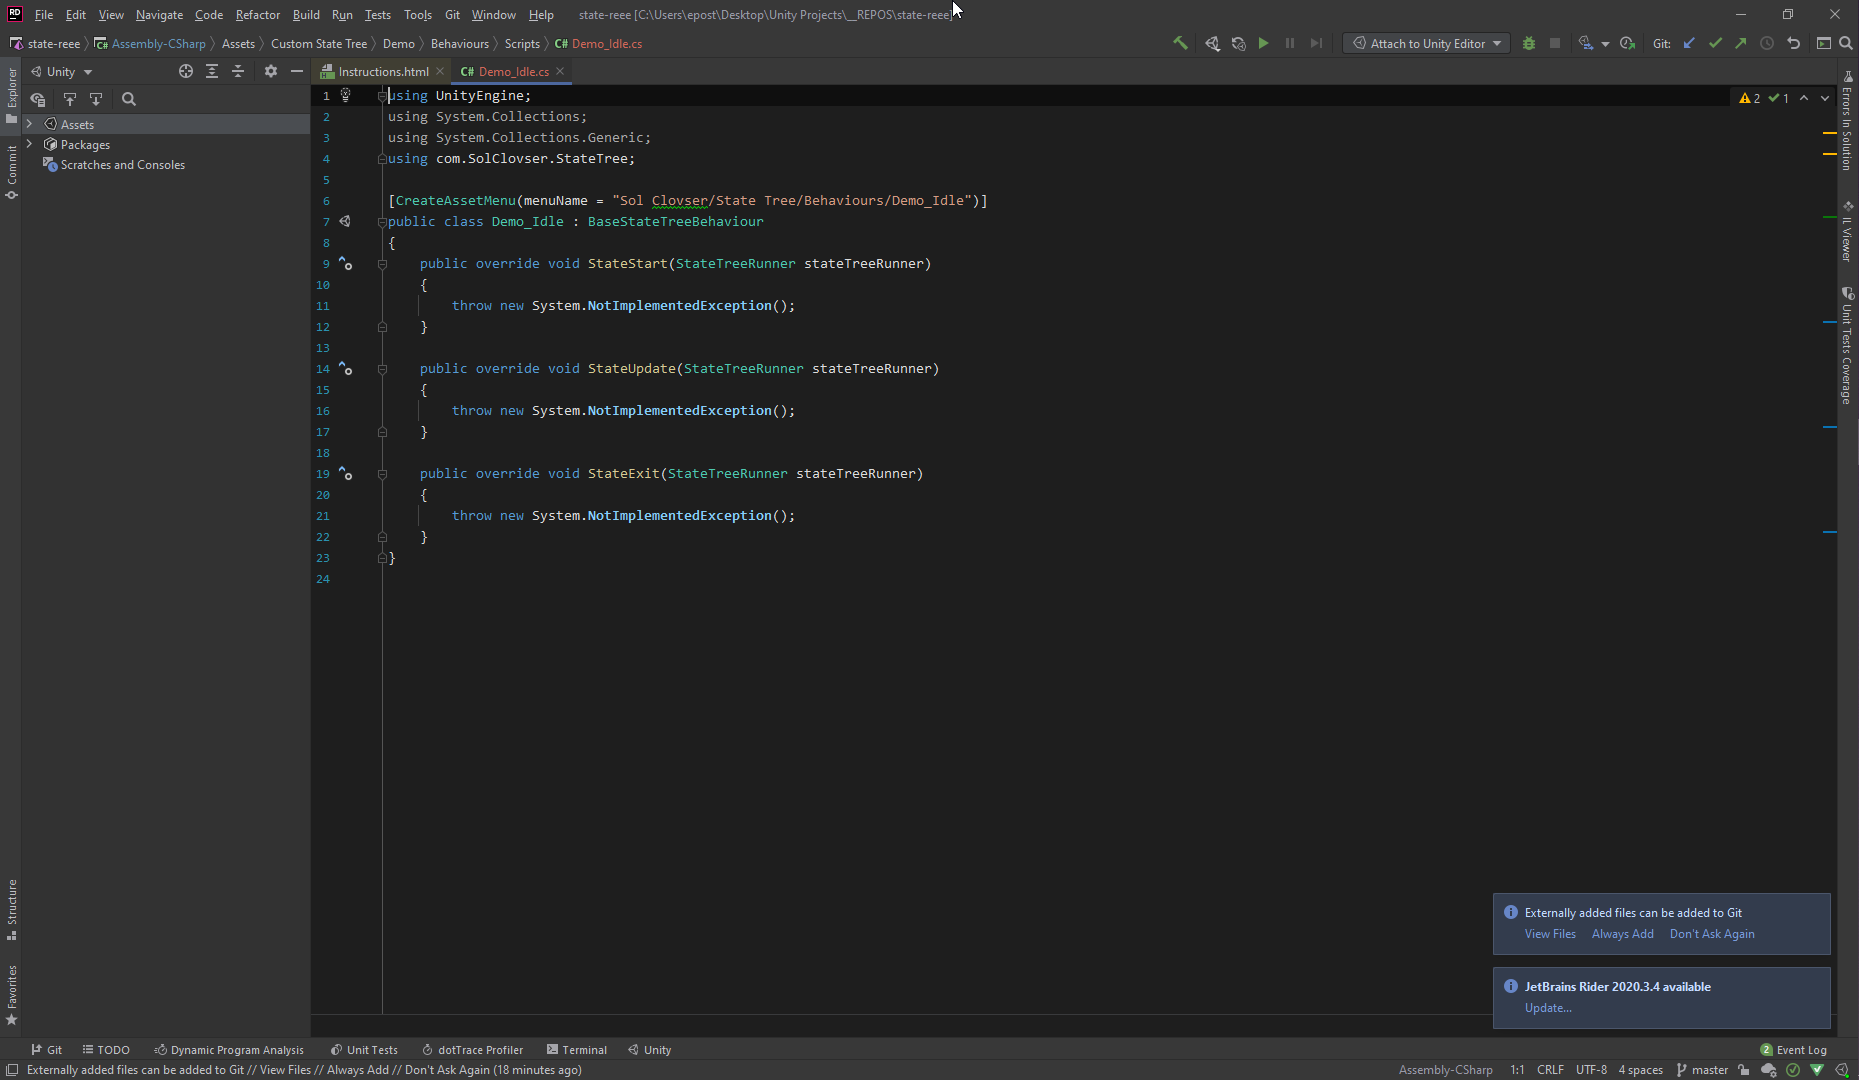 RD File Edit View Navigate Code Refactor Build Run Tests Tools Git Window Help state-reee [C:\Users\epost\Desktop\Unity Projects\__REPOS\state-reee]
state-reee Assembly-CSharp Assets Custom State Tree Demo Behaviours Scripts C# Demo_Idle.cs Attach to Unity Editor Git:
Unity Instructions.html C# Demo_Idle.cs
Assets
Packages
Scratches and Consoles
Explorer
Commit
Structure
Favorites
1 using UnityEngine;
2 using System.Collections;
3 using System.Collections.Generic;
4 using com.SolClovser.StateTree;
5
6 [CreateAssetMenu(menuName = "Sol Clovser/State Tree/Behaviours/Demo_Idle")]
7 public class Demo_Idle : BaseStateTreeBehaviour
8 {
9 public override void StateStart(StateTreeRunner stateTreeRunner)
10 {
11 throw new System.NotImplementedException();
12 }
13
14 public override void StateUpdate(StateTreeRunner stateTreeRunner)
15 {
16 throw new System.NotImplementedException();
17 }
18
19 public override void StateExit(StateTreeRunner stateTreeRunner)
20 {
21 throw new System.NotImplementedException();
22 }
23 }
24
2 1
Errors In Solution
IL Viewer
Unit Tests Coverage
Externally added files can be added to Git
View Files Always Add Don't Ask Again
JetBrains Rider 2020.3.4 available
Update...
Git TODO Dynamic Program Analysis Unit Tests dotTrace Profiler Terminal Unity 2 Event Log
Externally added files can be added to Git // View Files // Always Add // Don't Ask Again (18 minutes ago) Assembly-CSharp 1:1 CRLF UTF-8 4 spaces master